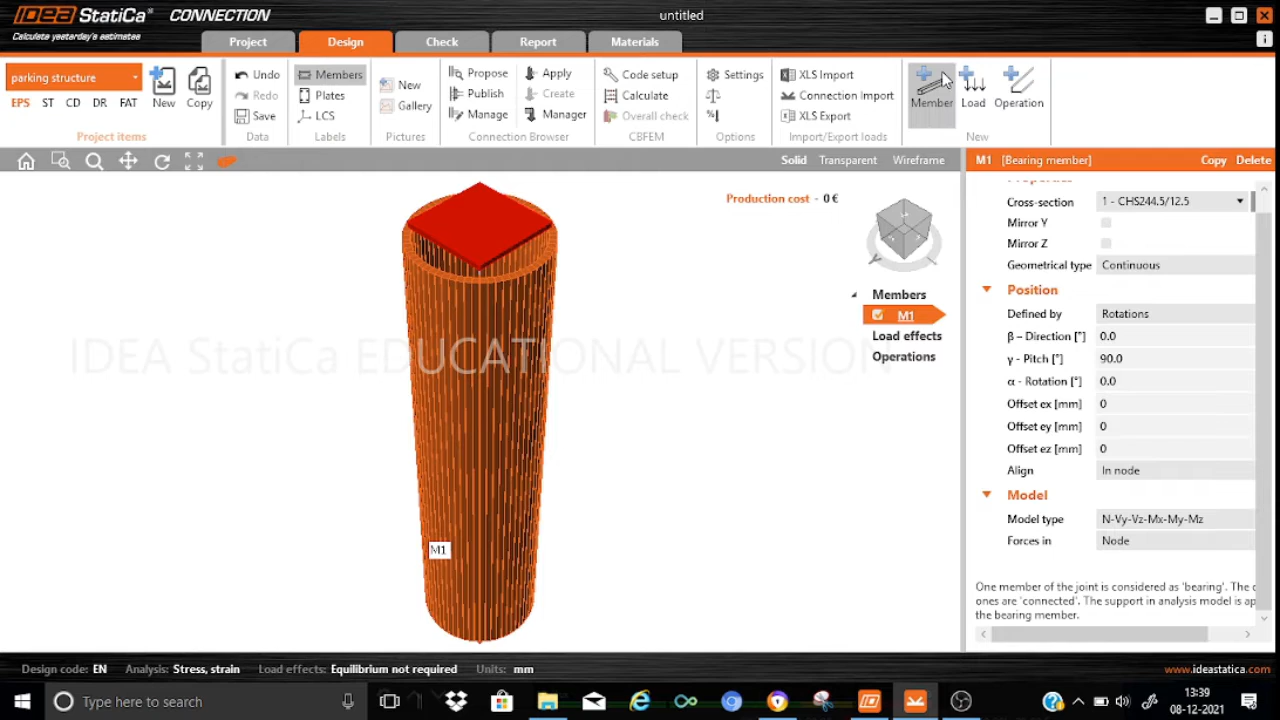 IDEA StatiCa® CONNECTION
Calculate yesterday's estimates
untitled
Project Design Check Report Materials
parking structure
EPS ST CD DR FAT
New Copy
Project items
Undo
Redo
Save
Data
Members
Plates
LCS
Labels
New
Gallery
Pictures
Propose Apply
Publish Create
Manage Manager
Connection Browser
Code setup
Calculate
Overall check
CBFEM
Settings
Options
XLS Import
Connection Import
XLS Export
Import/Export loads
Member Load Operation
New
Solid Transparent Wireframe
M1 [Bearing member] Copy Delete
Production cost - 0 €
Members
M1
Load effects
Operations
M1
IDEA StatiCa EDUCATIONAL VERSION
Properties
Cross-section 1 - CHS244.5/12.5
Mirror Y
Mirror Z
Geometrical type Continuous
Position
Defined by Rotations
β – Direction [°] 0.0
γ - Pitch [°] 90.0
α - Rotation [°] 0.0
Offset ex [mm] 0
Offset ey [mm] 0
Offset ez [mm] 0
Align In node
Model
Model type N-Vy-Vz-Mx-My-Mz
Forces in Node
One member of the joint is considered as 'bearing'. The
ones are 'connected'. The support in analysis model is
the bearing member.
Design code: EN Analysis: Stress, strain Load effects: Equilibrium not required Units: mm
www.ideastatica.com
Type here to search
13:39
08-12-2021